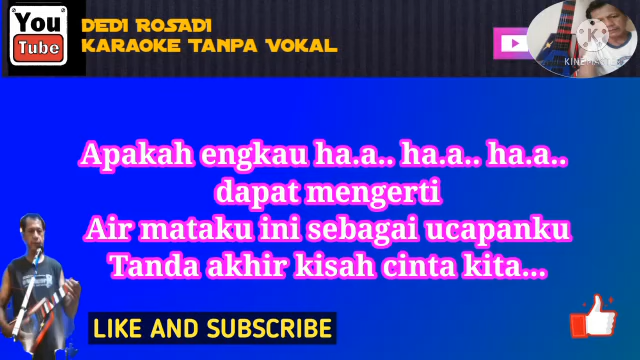 You
Tube
DEDI ROSADI
KARAOKE TANPA VOKAL
K
Apakah engkau ha.a.. ha.a.. ha.a..
dapat mengerti
Air mataku ini sebagai ucapanku
Tanda akhir kisah cinta kita...
LIKE AND SUBSCRIBE